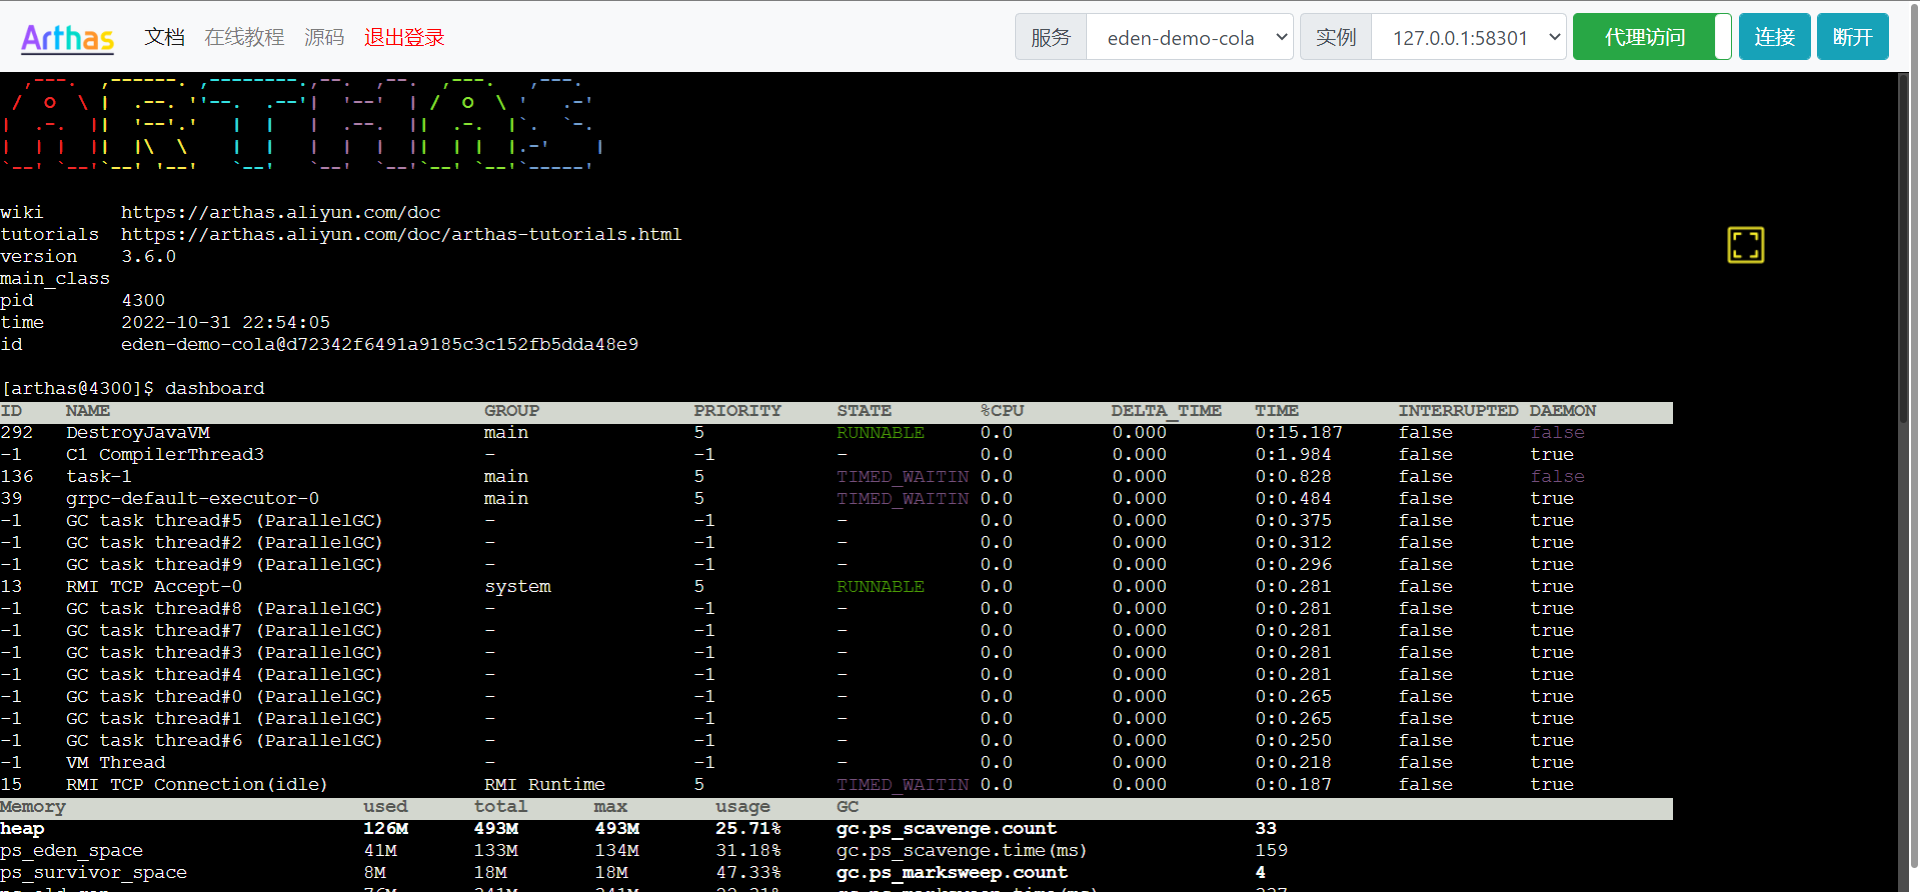 Arthas 文档 在线教程 源码 退出登录 服务 eden-demo-cola 实例 127.0.0.1:58301 代理访问 连接 断开
ARTHAS
wiki https://arthas.aliyun.com/doc
tutorials https://arthas.aliyun.com/doc/arthas-tutorials.html
version 3.6.0
main_class
pid 4300
time 2022-10-31 22:54:05
id eden-demo-cola@d72342f6491a9185c3c152fb5dda48e9
[arthas@4300]$ dashboard
ID NAME GROUP PRIORITY STATE %CPU DELTA_TIME TIME INTERRUPTED DAEMON
292 DestroyJavaVM main 5 RUNNABLE 0.0 0.000 0:15.187 false false
-1 C1 CompilerThread3 - -1 - 0.0 0.000 0:1.984 false true
136 task-1 main 5 TIMED_WAITIN 0.0 0.000 0:0.828 false false
39 grpc-default-executor-0 main 5 TIMED_WAITIN 0.0 0.000 0:0.484 false true
-1 GC task thread#5 (ParallelGC) - -1 - 0.0 0.000 0:0.375 false true
-1 GC task thread#2 (ParallelGC) - -1 - 0.0 0.000 0:0.312 false true
-1 GC task thread#9 (ParallelGC) - -1 - 0.0 0.000 0:0.296 false true
13 RMI TCP Accept-0 system 5 RUNNABLE 0.0 0.000 0:0.281 false true
-1 GC task thread#8 (ParallelGC) - -1 - 0.0 0.000 0:0.281 false true
-1 GC task thread#7 (ParallelGC) - -1 - 0.0 0.000 0:0.281 false true
-1 GC task thread#3 (ParallelGC) - -1 - 0.0 0.000 0:0.281 false true
-1 GC task thread#4 (ParallelGC) - -1 - 0.0 0.000 0:0.281 false true
-1 GC task thread#0 (ParallelGC) - -1 - 0.0 0.000 0:0.265 false true
-1 GC task thread#1 (ParallelGC) - -1 - 0.0 0.000 0:0.265 false true
-1 GC task thread#6 (ParallelGC) - -1 - 0.0 0.000 0:0.250 false true
-1 VM Thread - -1 - 0.0 0.000 0:0.218 false true
15 RMI TCP Connection(idle) RMI Runtime 5 TIMED_WAITIN 0.0 0.000 0:0.187 false true
Memory used total max usage GC
heap 126M 493M 493M 25.71% gc.ps_scavenge.count 33
ps_eden_space 41M 133M 134M 31.18% gc.ps_scavenge.time(ms) 159
ps_survivor_space 8M 18M 18M 47.33% gc.ps_marksweep.count 4